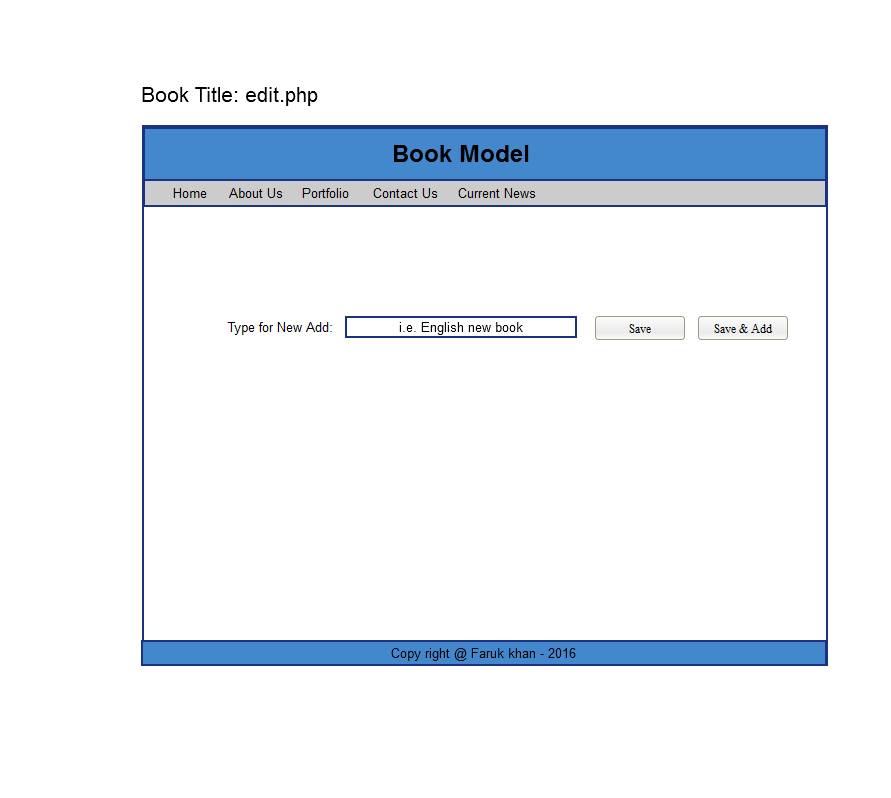 Book Title: edit.php
Book Model
Home About Us Portfolio Contact Us Current News
Type for New Add: i.e. English new book Save Save & Add
Copy right @ Faruk khan - 2016